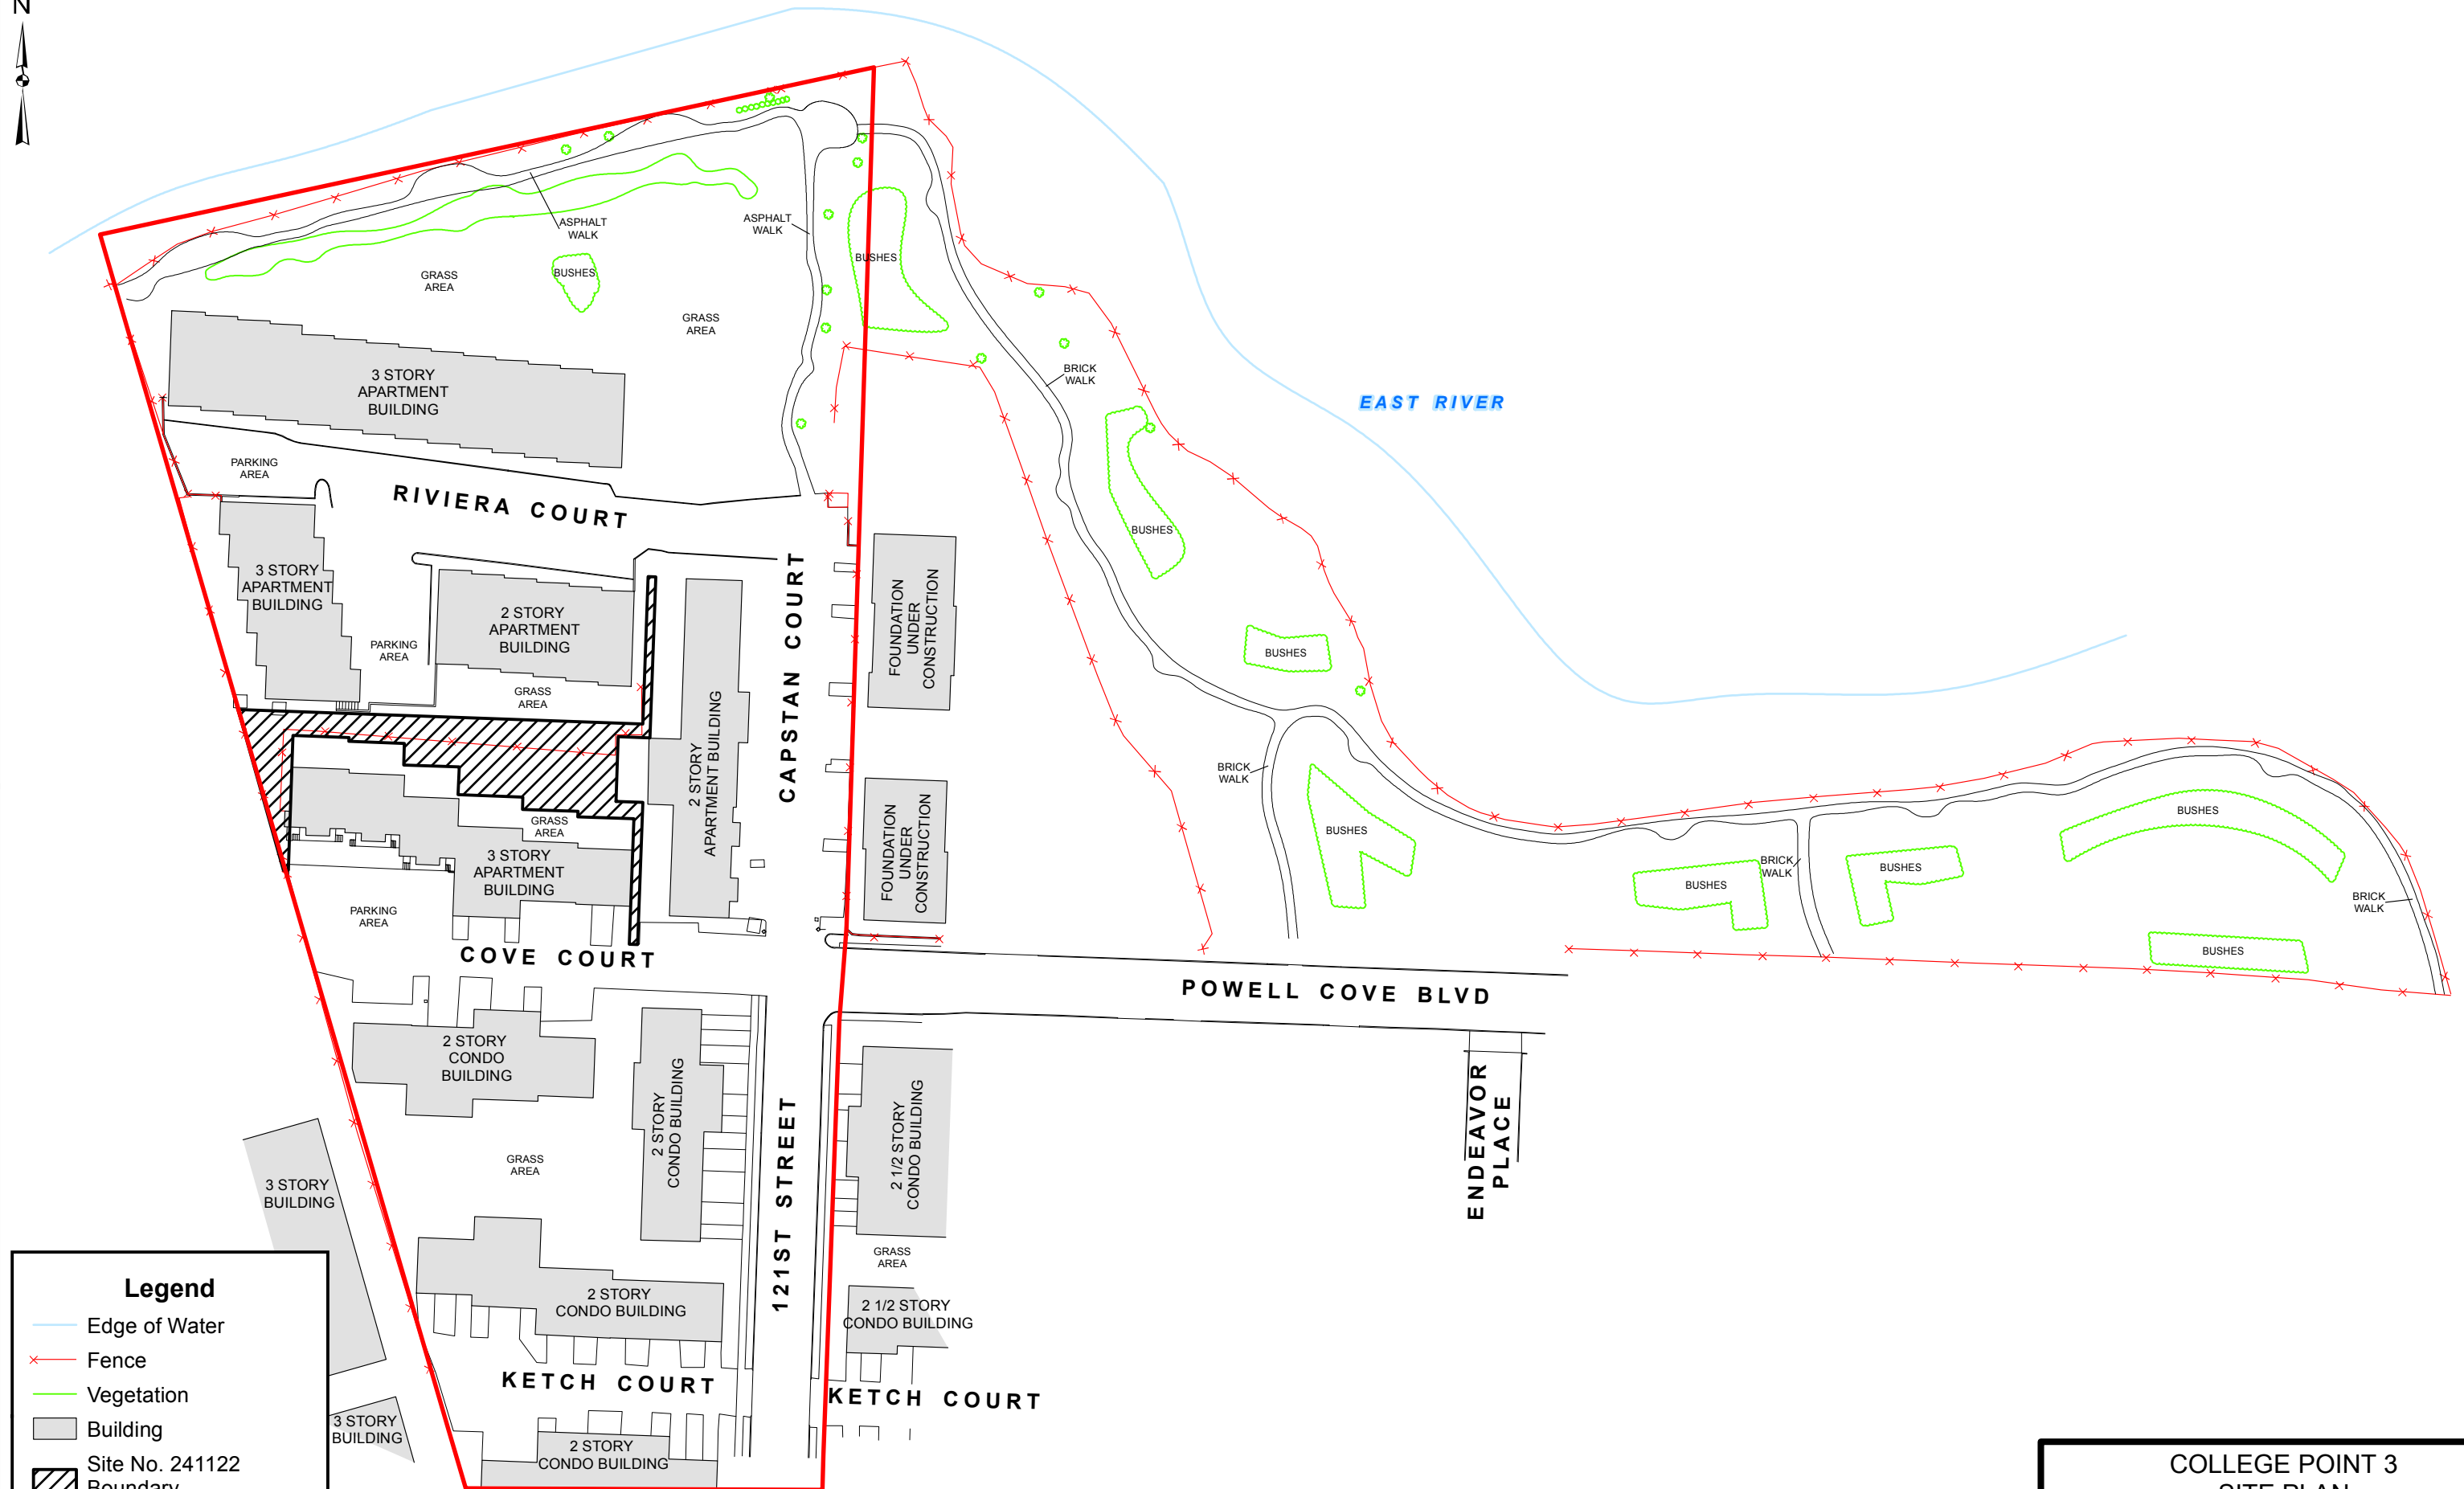 N
ASPHALT
WALK
ASPHALT
WALK
BUSHES
BUSHES
GRASS
AREA
GRASS
AREA
3 STORY
APARTMENT
BUILDING
BRICK
WALK
EAST RIVER
PARKING
AREA
RIVIERA COURT
BUSHES
3 STORY
APARTMENT
BUILDING
2 STORY
APARTMENT
BUILDING
PARKING
AREA
GRASS
AREA
CAPSTAN COURT
FOUNDATION
UNDER
CONSTRUCTION
BUSHES
2 STORY
APARTMENT BUILDING
BRICK
WALK
GRASS
AREA
3 STORY
APARTMENT
BUILDING
FOUNDATION
UNDER
CONSTRUCTION
BUSHES
BUSHES
BUSHES
BRICK
WALK
BUSHES
BRICK
WALK
BUSHES
PARKING
AREA
COVE COURT
POWELL COVE BLVD
2 STORY
CONDO
BUILDING
2 STORY
CONDO BUILDING
121ST STREET
2 1/2 STORY
CONDO BUILDING
ENDEAVOR
PLACE
GRASS
AREA
3 STORY
BUILDING
GRASS
AREA
2 STORY
CONDO BUILDING
2 1/2 STORY
CONDO BUILDING
KETCH COURT
KETCH COURT
3 STORY
BUILDING
2 STORY
CONDO BUILDING
Legend
Edge of Water
Fence
Vegetation
Building
Site No. 241122
Boundary
COLLEGE POINT 3
SITE PLAN